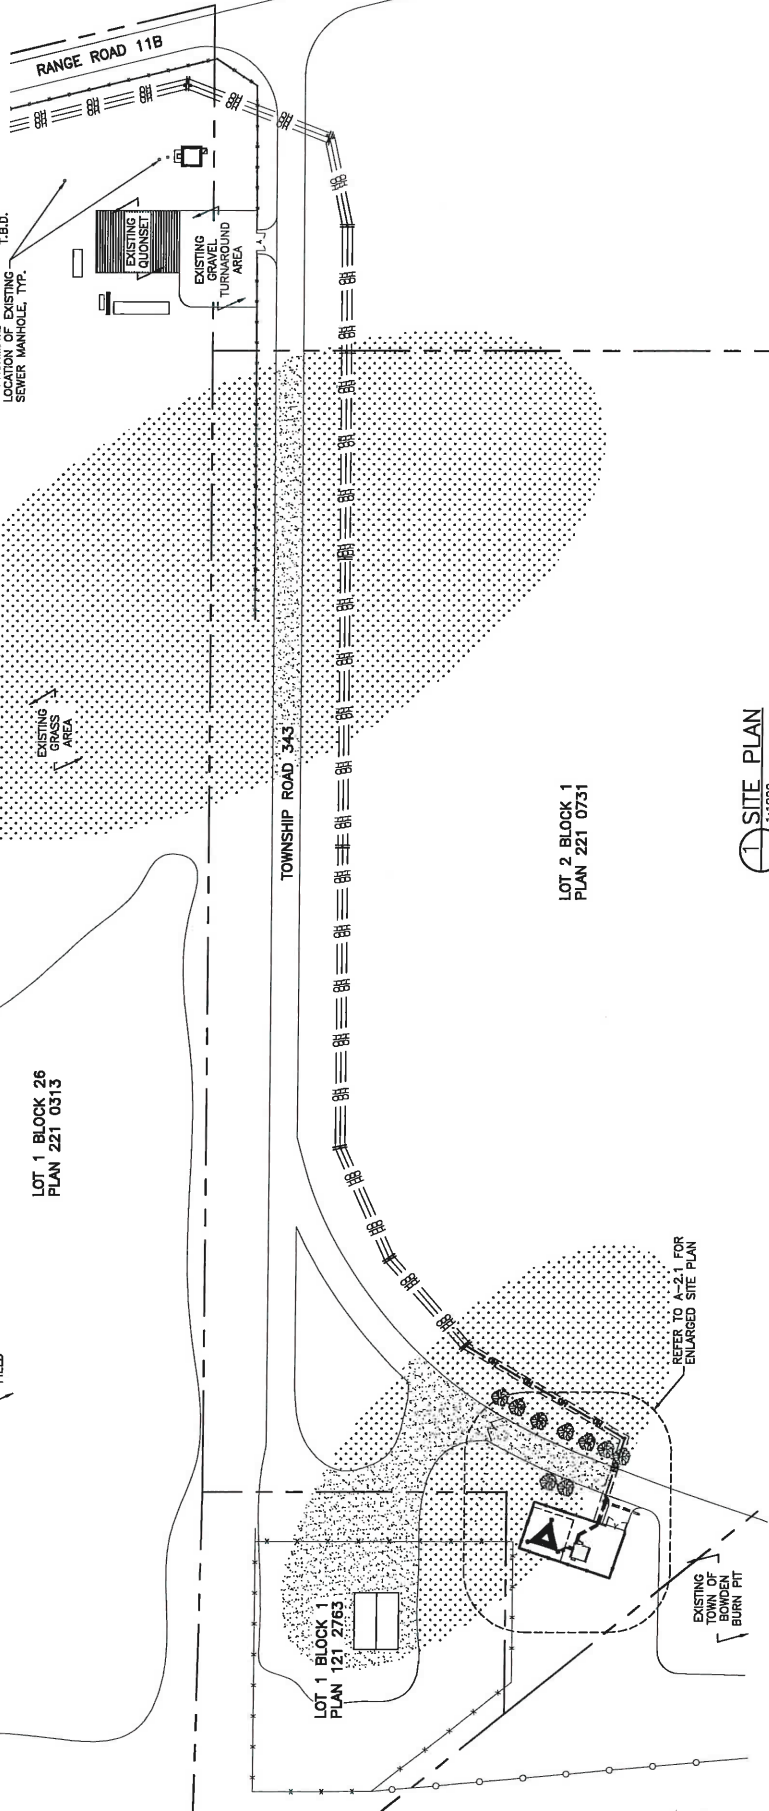 RANGE ROAD 11B
T.B.D.
LOCATION OF EXISTING
SEWER MANHOLE, TYP.
EXISTING
QUONSET
EXISTING
GRAVEL
TURNAROUND
AREA
EXISTING
GRASS
AREA
TOWNSHIP ROAD 343
LOT 2 BLOCK 1
PLAN 221 0731
1 SITE PLAN
LOT 1 BLOCK 26
PLAN 221 0313
REFER TO A-2.1 FOR
ENLARGED SITE PLAN
LOT 1 BLOCK 1
PLAN 121 2763
EXISTING
TOWN OF
BOWDEN
BURN PIT